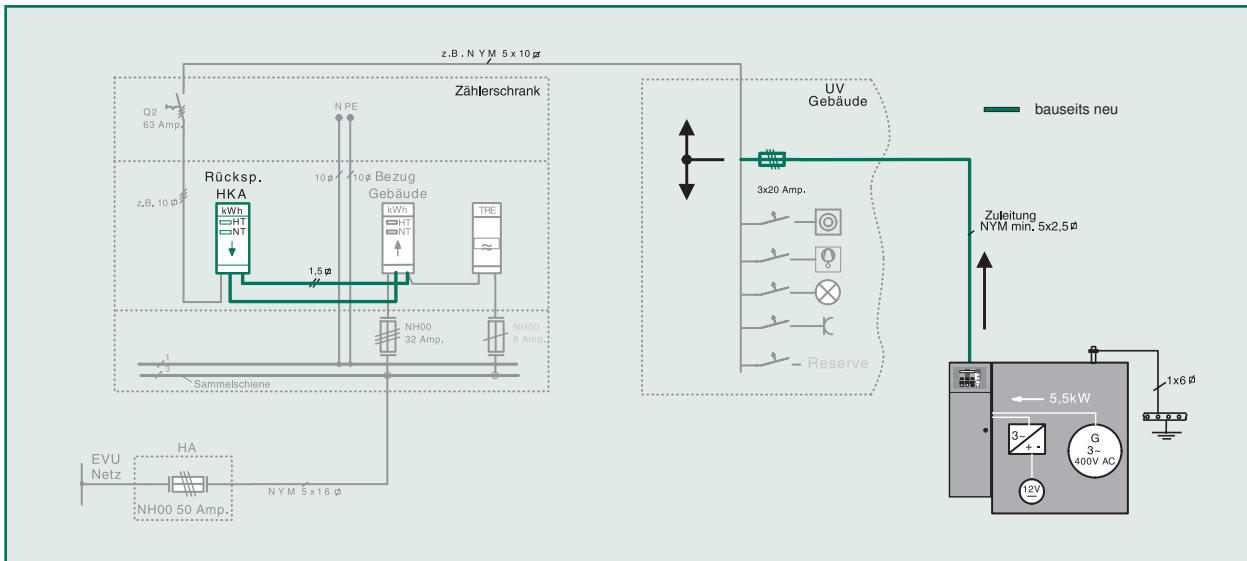 z.B. N Y M 5 x 10 ⌀
Zählerschrank
Q2
63 Amp.
N PE
Rücksp.
HKA
10 ⌀
10 ⌀
Bezug
Gebäude
z.B. 10 ⌀
kWh
HT
NT
kWh
HT
NT
TRE
≈
1,5 ⌀
NH00
32 Amp.
NH00
6 Amp.
1
3
Sammelschiene
HA
EVU
Netz
NYM 5 x 16 ⌀
NH00 50 Amp.
UV
Gebäude
bauseits neu
3x20 Amp.
Zuleitung
NYM min. 5x2,5 ⌀
Reserve
1x6 ⌀
5,5kW
3~
+ -
G
3~
400V AC
12V